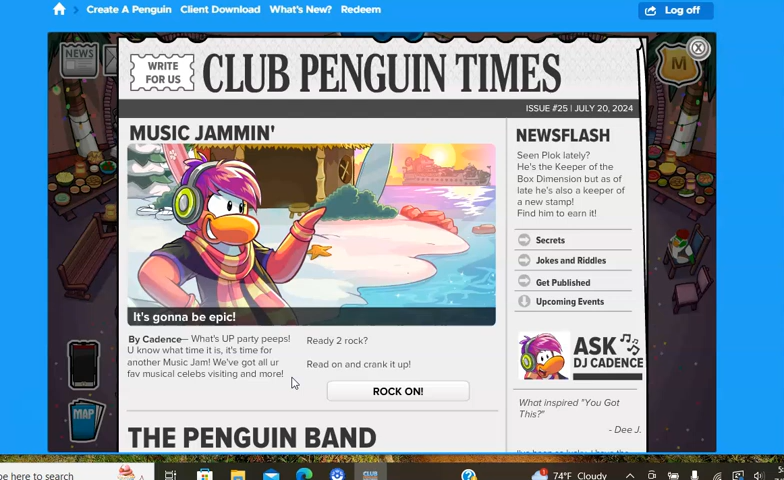 Create A Penguin Client Download What's New? Redeem Log off
NEWS
WRITE
FOR US
CLUB PENGUIN TIMES
M
ISSUE #25 | JULY 20, 2024
MUSIC JAMMIN'
It's gonna be epic!
By Cadence— What's UP party peeps!
U know what time it is, it's time for
another Music Jam! We've got all ur
fav musical celebs visiting and more!
Ready 2 rock?
Read on and crank it up!
ROCK ON!
THE PENGUIN BAND
NEWSFLASH
Seen Plok lately?
He's the Keeper of the
Box Dimension but as of
late he's also a keeper of
a new stamp!
Find him to earn it!
Secrets
Jokes and Riddles
Get Published
Upcoming Events
ASK
DJ CADENCE
What inspired "You Got
This?"
- Dee J.
MAP
pe here to search
CLUB
74°F Cloudy